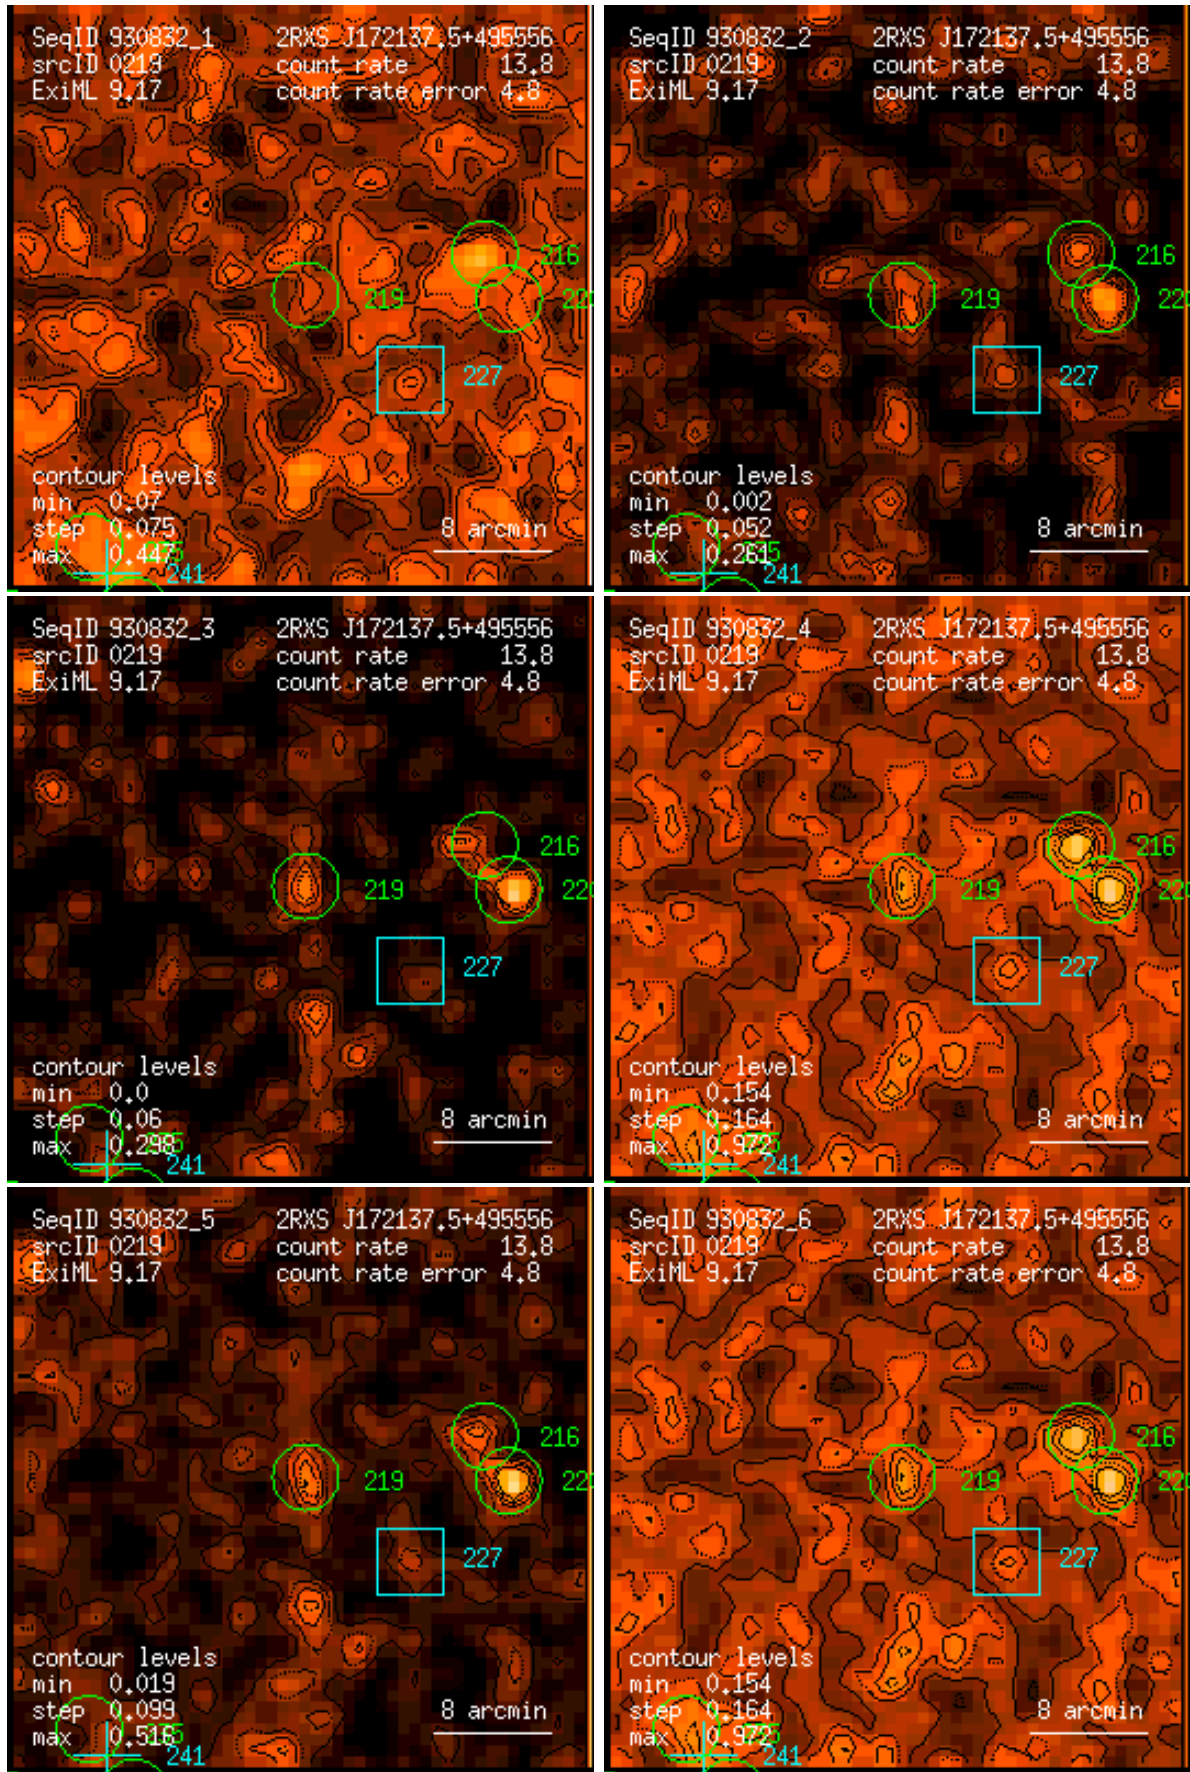 SeqID 930832_1 2RXS J172137.5+495556
srcID 0219 count rate 13.8
ExiML 9.17 count rate error 4.8
216
219
227
contour levels
min 0.07
step 0.075
max 0.447
8 arcmin
241
SeqID 930832_2 2RXS J172137.5+495556
srcID 0219 count rate 13.8
ExiML 9.17 count rate error 4.8
216
219
227
contour levels
min 0.002
step 0.052
max 0.261
8 arcmin
241
SeqID 930832_3 2RXS J172137.5+495556
srcID 0219 count rate 13.8
ExiML 9.17 count rate error 4.8
216
219
227
contour levels
min 0.0
step 0.06
max 0.298
8 arcmin
241
SeqID 930832_4 2RXS J172137.5+495556
srcID 0219 count rate 13.8
ExiML 9.17 count rate error 4.8
216
219
227
contour levels
min 0.154
step 0.164
max 0.972
8 arcmin
241
SeqID 930832_5 2RXS J172137.5+495556
srcID 0219 count rate 13.8
ExiML 9.17 count rate error 4.8
216
219
227
contour levels
min 0.019
step 0.099
max 0.516
8 arcmin
241
SeqID 930832_6 2RXS J172137.5+495556
srcID 0219 count rate 13.8
ExiML 9.17 count rate error 4.8
216
219
227
contour levels
min 0.154
step 0.164
max 0.972
8 arcmin
241